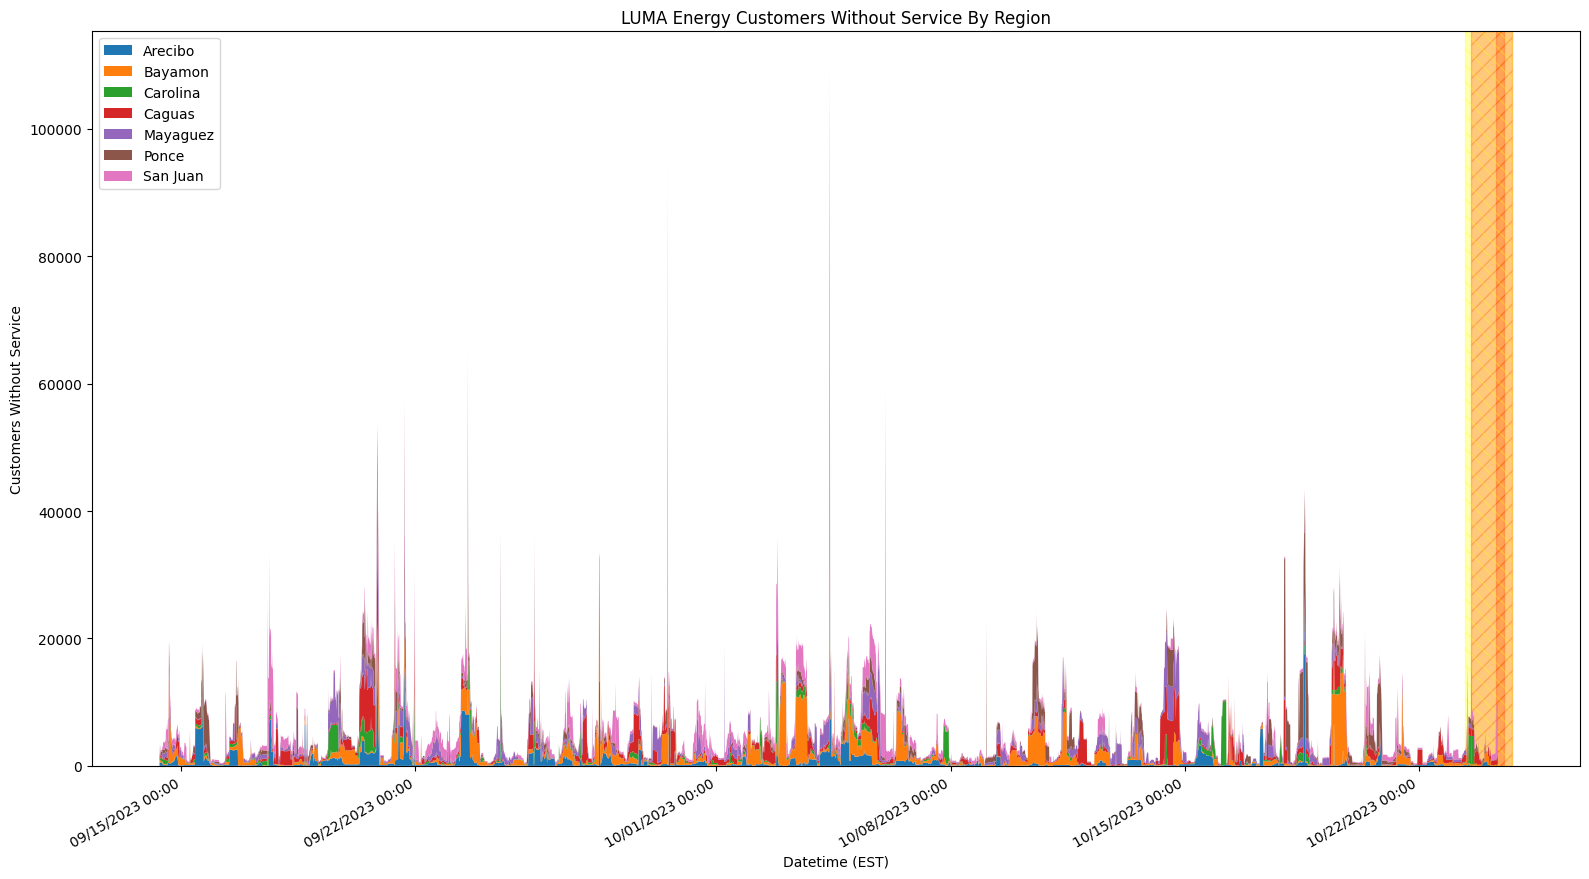 LUMA Energy Customers Without Service By Region
Arecibo
Bayamon
Carolina
Caguas
Mayaguez
Ponce
San Juan
Customers Without Service
100000
80000
60000
40000
20000
0
09/15/2023 00:00
09/22/2023 00:00
10/01/2023 00:00
10/08/2023 00:00
10/15/2023 00:00
10/22/2023 00:00
Datetime (EST)